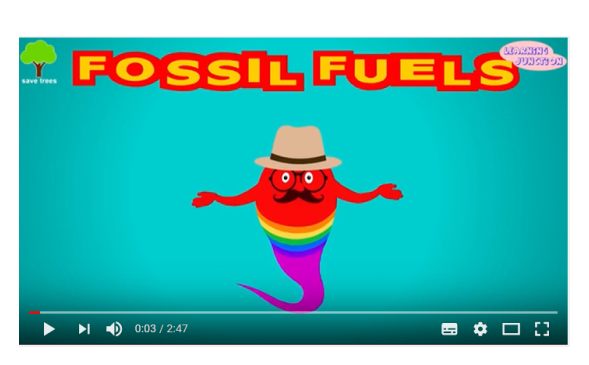 FOSSIL FUELS
LEARNING
JUNCTION
save trees
0:03 / 2:47